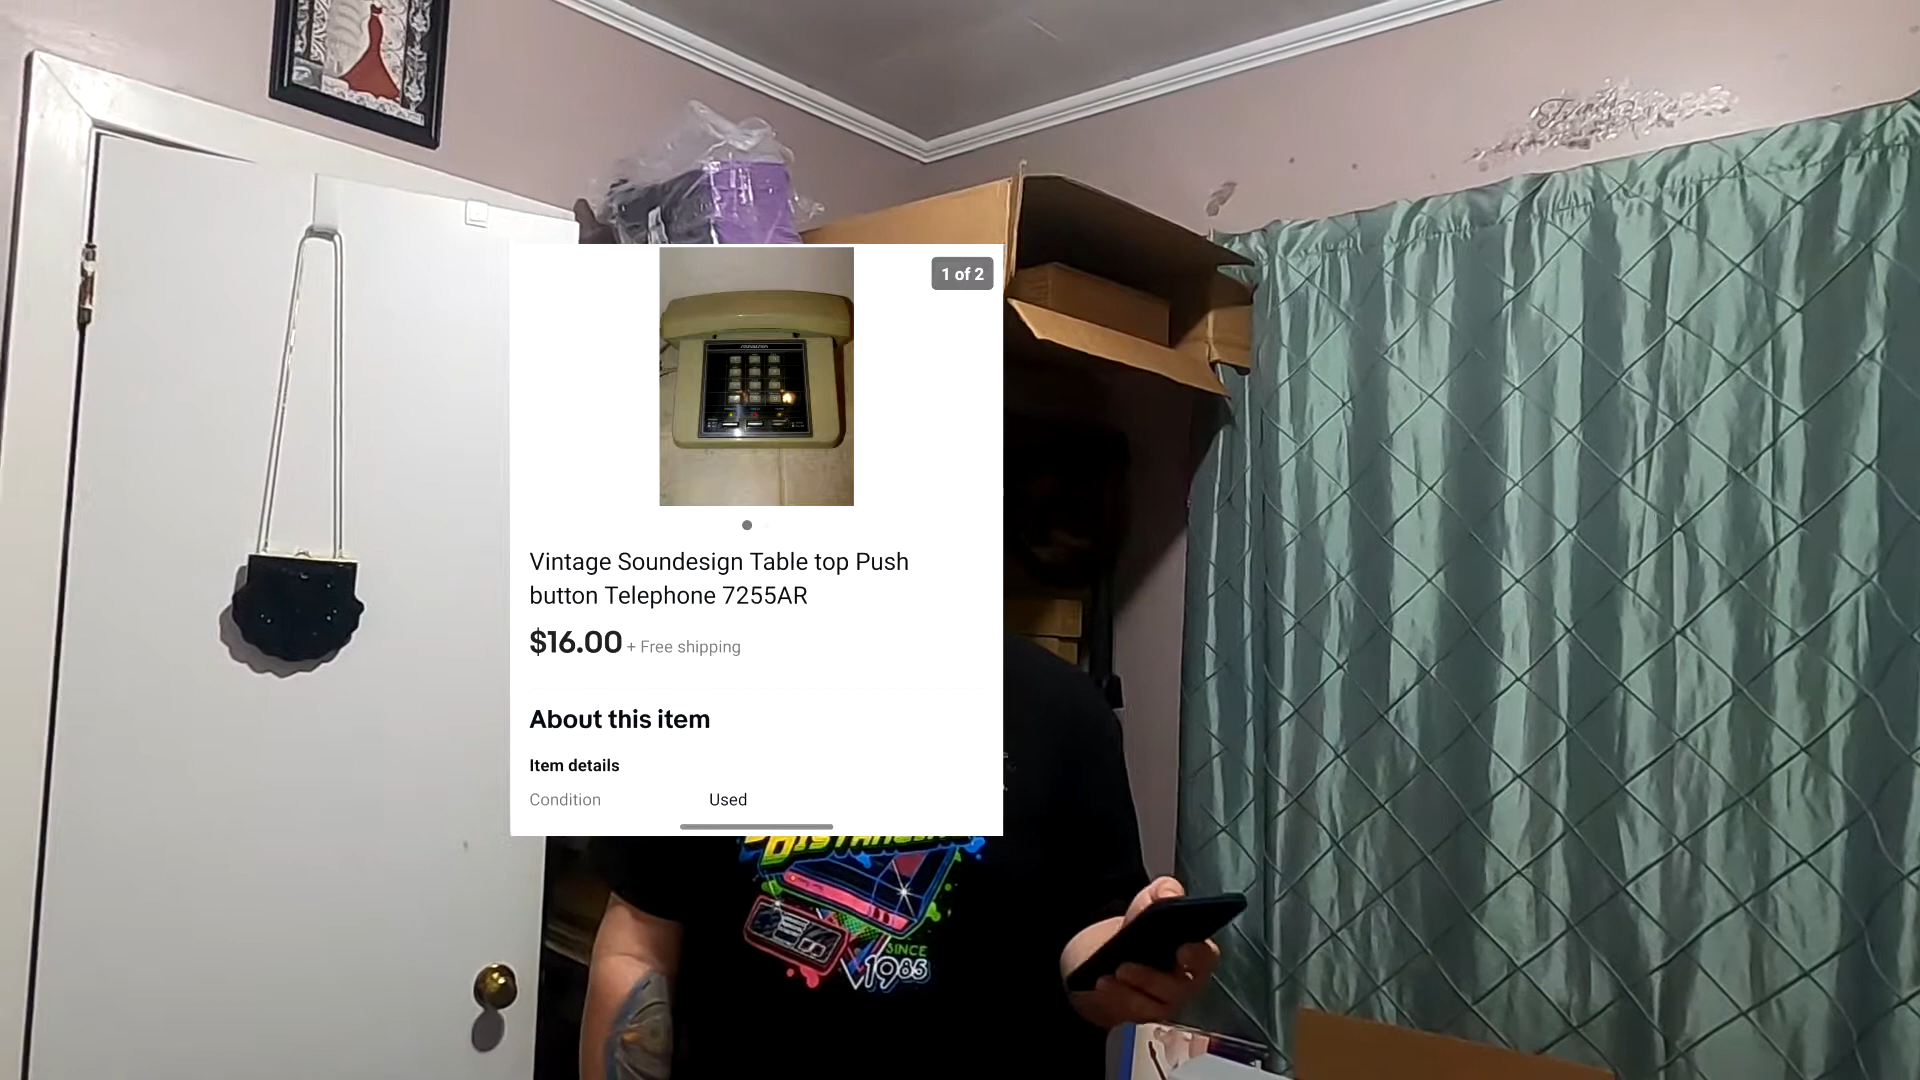 1 of 2
Vintage Soundesign Table top Push
button Telephone 7255AR
$16.00 + Free shipping
About this item
Item details
Condition Used
SINCE
1985